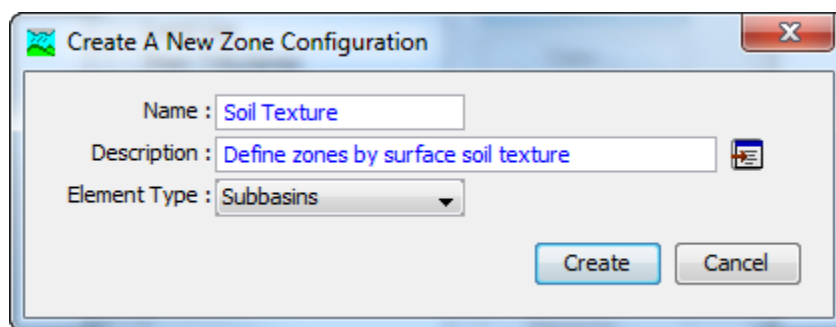 Create A New Zone Configuration
Name : Soil Texture
Description : Define zones by surface soil texture
Element Type : Subbasins
Create Cancel